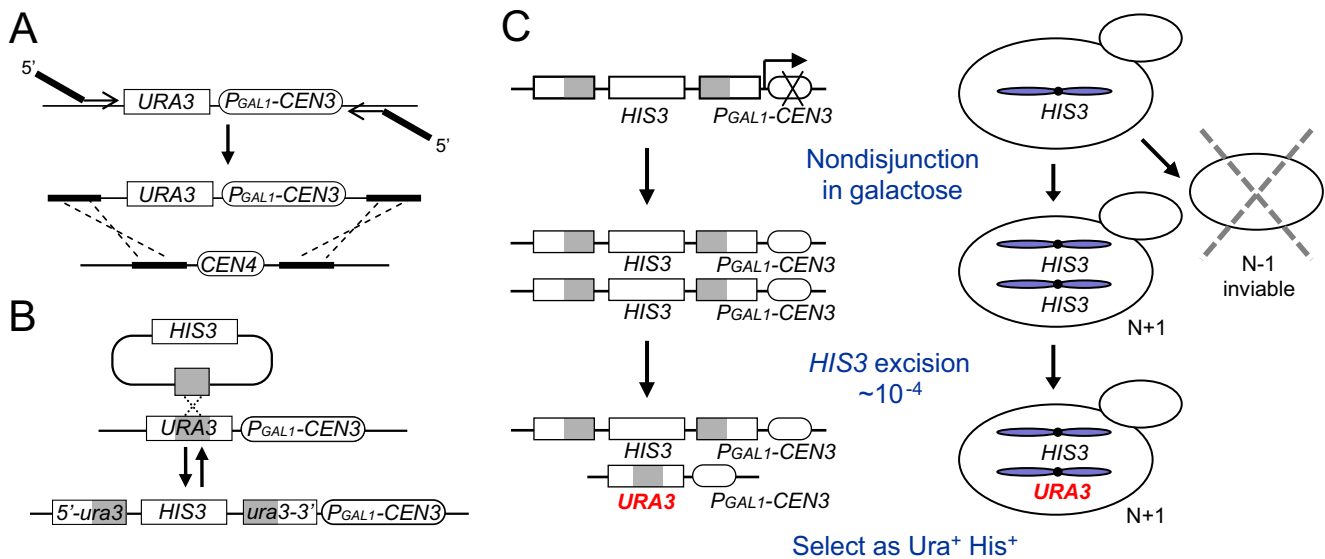 A
5'
URA3
PGAL1-CEN3
5'
URA3
PGAL1-CEN3
CEN4
B
HIS3
URA3
PGAL1-CEN3
5'-ura3
HIS3
ura3-3'
PGAL1-CEN3
C
HIS3
PGAL1-CEN3
HIS3
Nondisjunction
in galactose
HIS3
PGAL1-CEN3
HIS3
PGAL1-CEN3
HIS3
HIS3
N+1
N-1
inviable
HIS3 excision
~10-4
HIS3
PGAL1-CEN3
URA3
PGAL1-CEN3
HIS3
URA3
N+1
Select as Ura+ His+